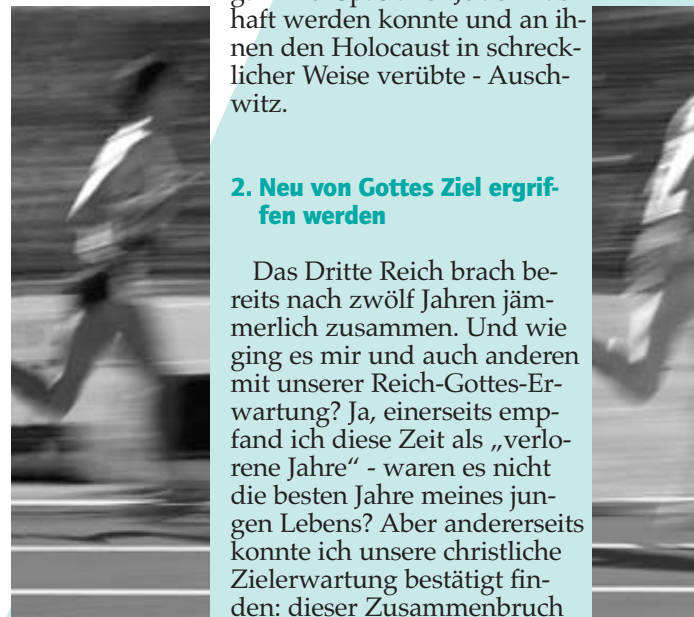 haft werden konnte und an ih-
nen den Holocaust in schreck-
licher Weise verübte - Ausch-
witz.
2. Neu von Gottes Ziel ergrif-
fen werden
Das Dritte Reich brach be-
reits nach zwölf Jahren jäm-
merlich zusammen. Und wie
ging es mir und auch anderen
mit unserer Reich-Gottes-Er-
wartung? Ja, einerseits emp-
fand ich diese Zeit als „verlo-
rene Jahre“ - waren es nicht
die besten Jahre meines jun-
gen Lebens? Aber andererseits
konnte ich unsere christliche
Zielerwartung bestätigt fin-
den: dieser Zusammenbruch